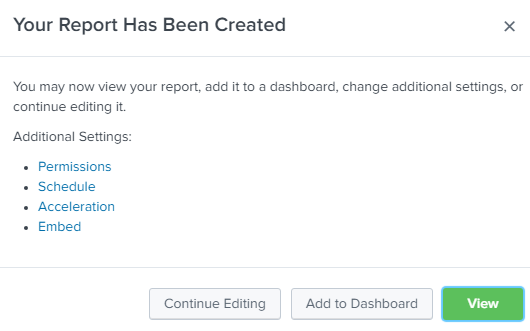 Your Report Has Been Created
You may now view your report, add it to a dashboard, change additional settings, or
continue editing it.
Additional Settings:
Permissions
Schedule
Acceleration
Embed
Continue Editing
Add to Dashboard
View